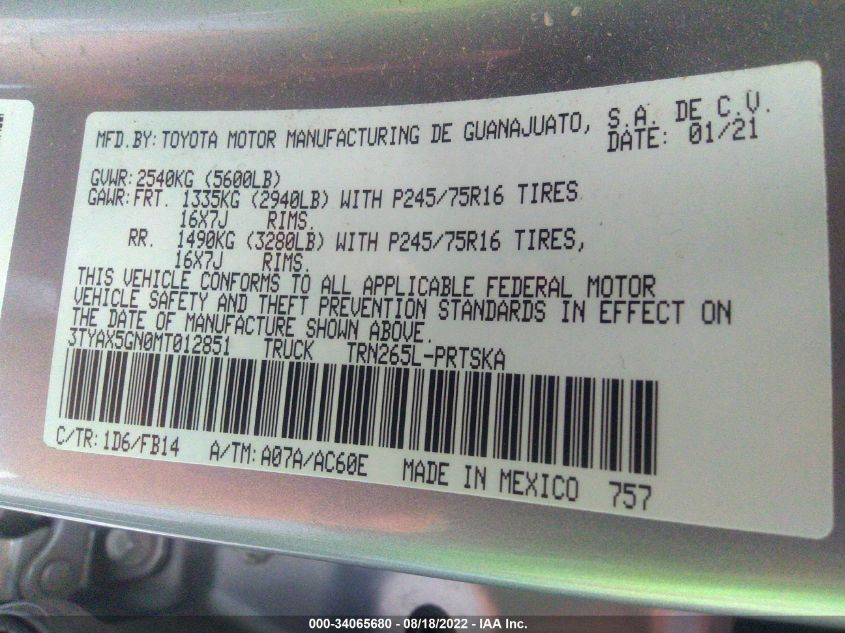 MFD.BY: TOYOTA MOTOR MANUFACTURING DE GUANAJUATO, S.A. DE C.V.
DATE: 01/21
GVWR: 2540KG (5600LB)
GAWR: FRT. 1335KG (2940LB) WITH P245/75R16 TIRES
16X7J RIMS.
RR. 1490KG (3280LB) WITH P245/75R16 TIRES,
16X7J RIMS.
THIS VEHICLE CONFORMS TO ALL APPLICABLE FEDERAL MOTOR
VEHICLE SAFETY AND THEFT PREVENTION STANDARDS IN EFFECT ON
THE DATE OF MANUFACTURE SHOWN ABOVE.
3TYAX5GN0MT012851 TRUCK TRN265L-PRTSKA
C/TR: 1D6/FB14 A/TM: A07A/AC60E MADE IN MEXICO 757
000-34065680 - 08/18/2022 - IAA Inc.